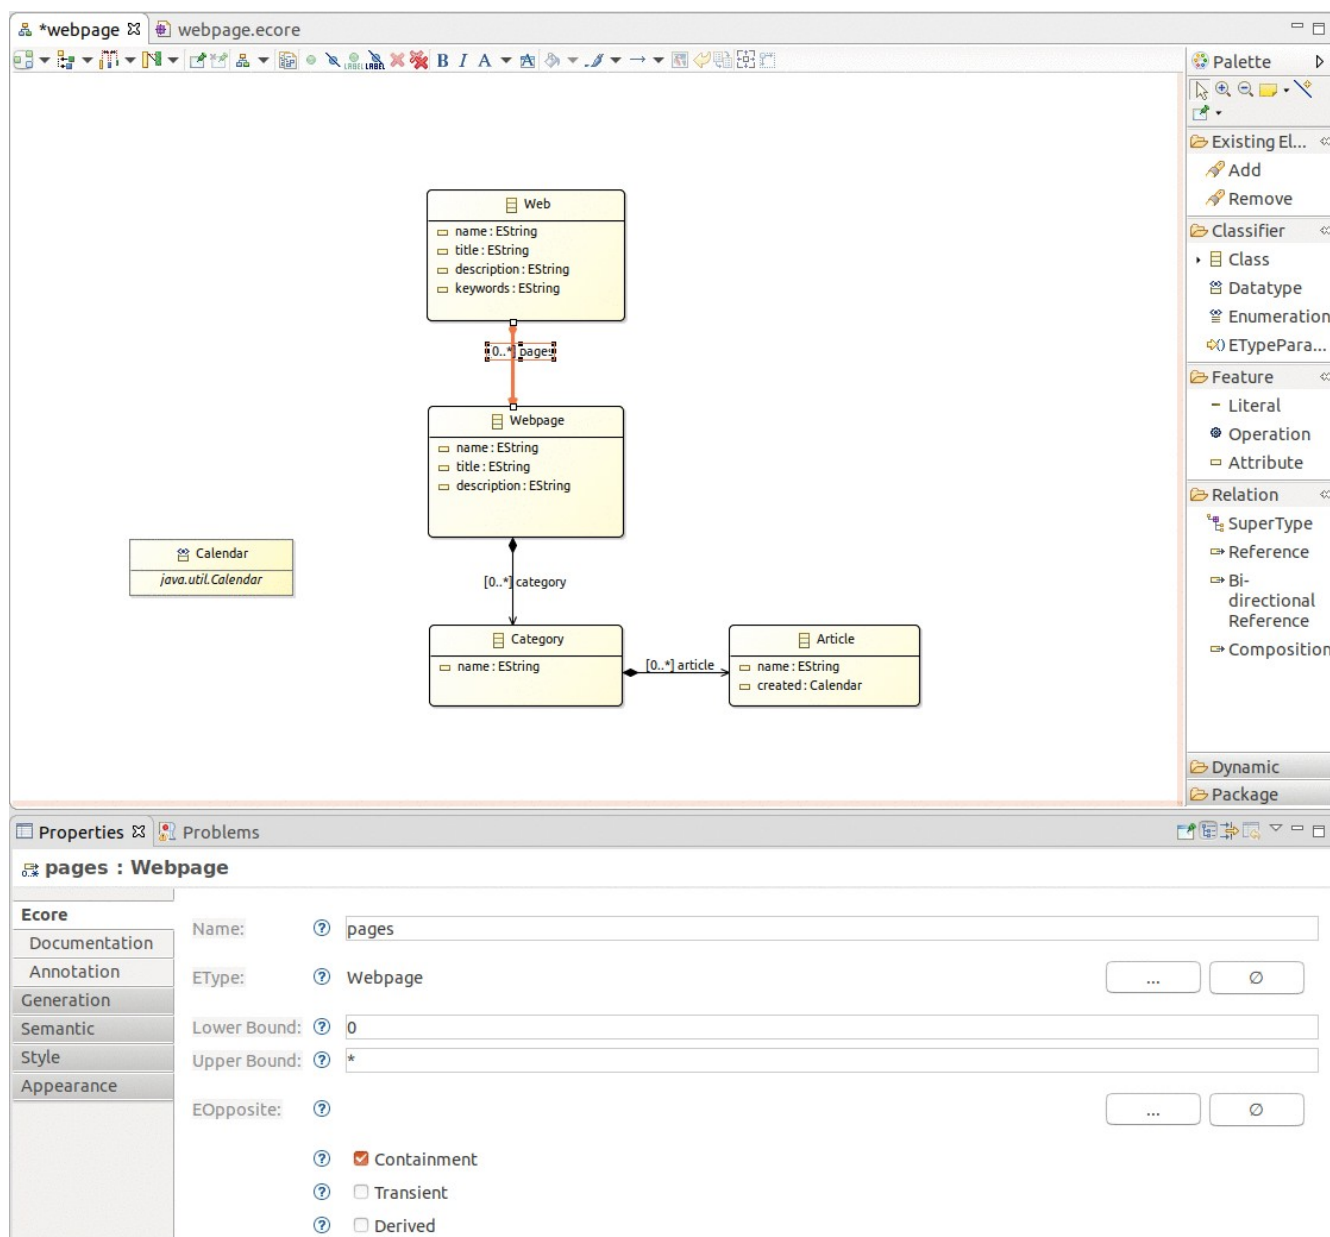 *webpage
webpage.ecore
LABEL LABEL B I A
Palette
Existing El...
Add
Remove
Classifier
Class
Datatype
Enumeration
ETypePara...
Feature
Literal
Operation
Attribute
Relation
SuperType
Reference
Bi-
directional
Reference
Composition
Dynamic
Package
Web
name : EString
title : EString
description : EString
keywords : EString
[0..*] pages
Webpage
name : EString
title : EString
description : EString
Calendar
java.util.Calendar
[0..*] category
Category
name : EString
[0..*] article
Article
name : EString
created : Calendar
Properties
Problems
0..* pages : Webpage
Ecore
Documentation
Annotation
Generation
Semantic
Style
Appearance
Name: ? pages
EType: ? Webpage ... ∅
Lower Bound: ? 0
Upper Bound: ? *
EOpposite: ? ... ∅
? Containment
? Transient
? Derived